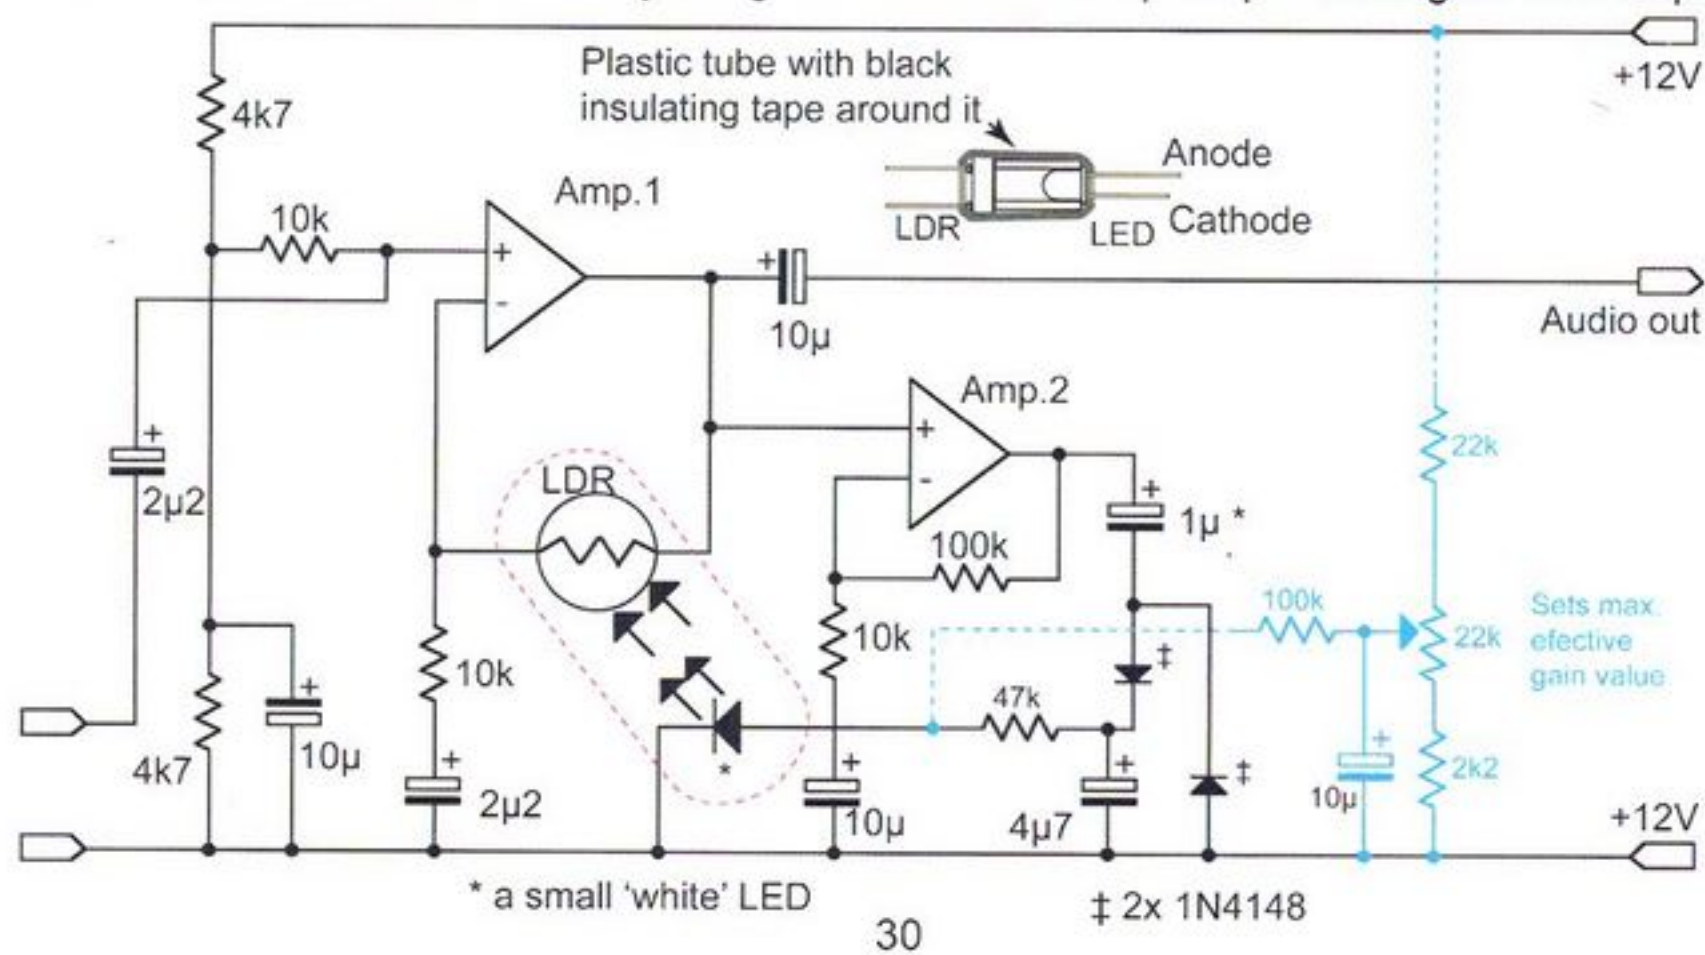 +12V
Plastic tube with black
insulating tape around it
4k7
Anode
Amp.1
10k
LDR
LED
Cathode
+
-
+
10µ
Audio out
Amp.2
+
2µ2
LDR
+
-
+
1µ *
22k
100k
100k
22k
Sets max.
efective
gain value
10k
‡
10k
47k
+
10µ
4k7
*
+
2µ2
+
10µ
+
4µ7
‡
+
10µ
2k2
+12V
* a small ‘white’ LED
‡ 2x 1N4148
30